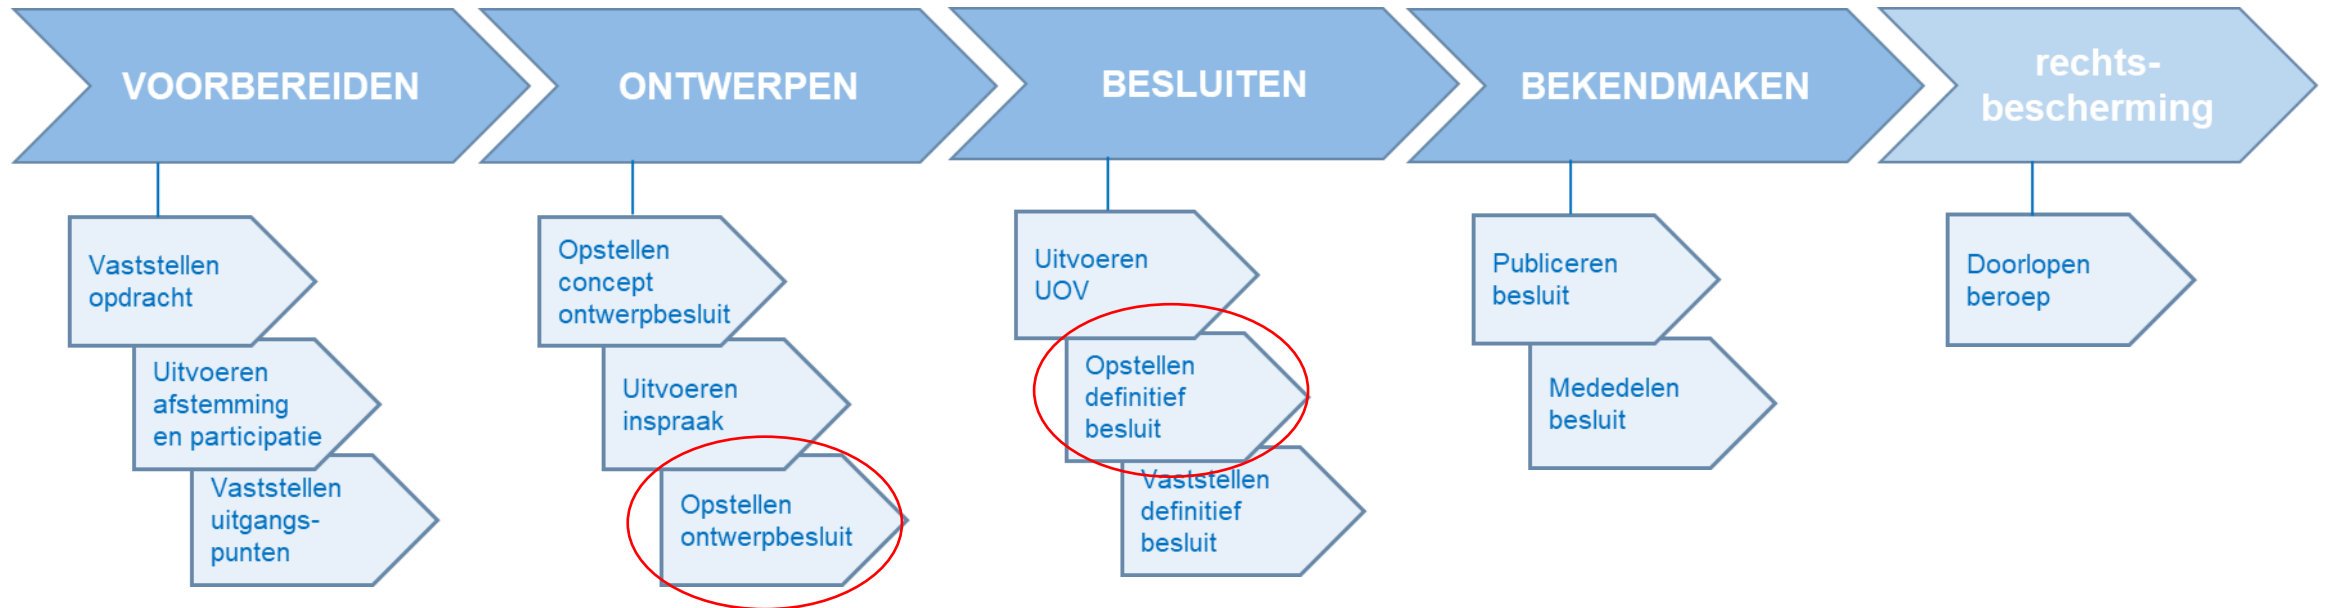 VOORBEREIDEN
ONTWERPEN
BESLUITEN
BEKENDMAKEN
rechts-
bescherming
Vaststellen
opdracht
Uitvoeren
afstemming
en participatie
Vaststellen
uitgangs-
punten
Opstellen
concept
ontwerpbesluit
Uitvoeren
inspraak
Opstellen
ontwerpbesluit
Uitvoeren
UOV
Opstellen
definitief
besluit
Vaststellen
definitief
besluit
Publiceren
besluit
Mededelen
besluit
Doorlopen
beroep